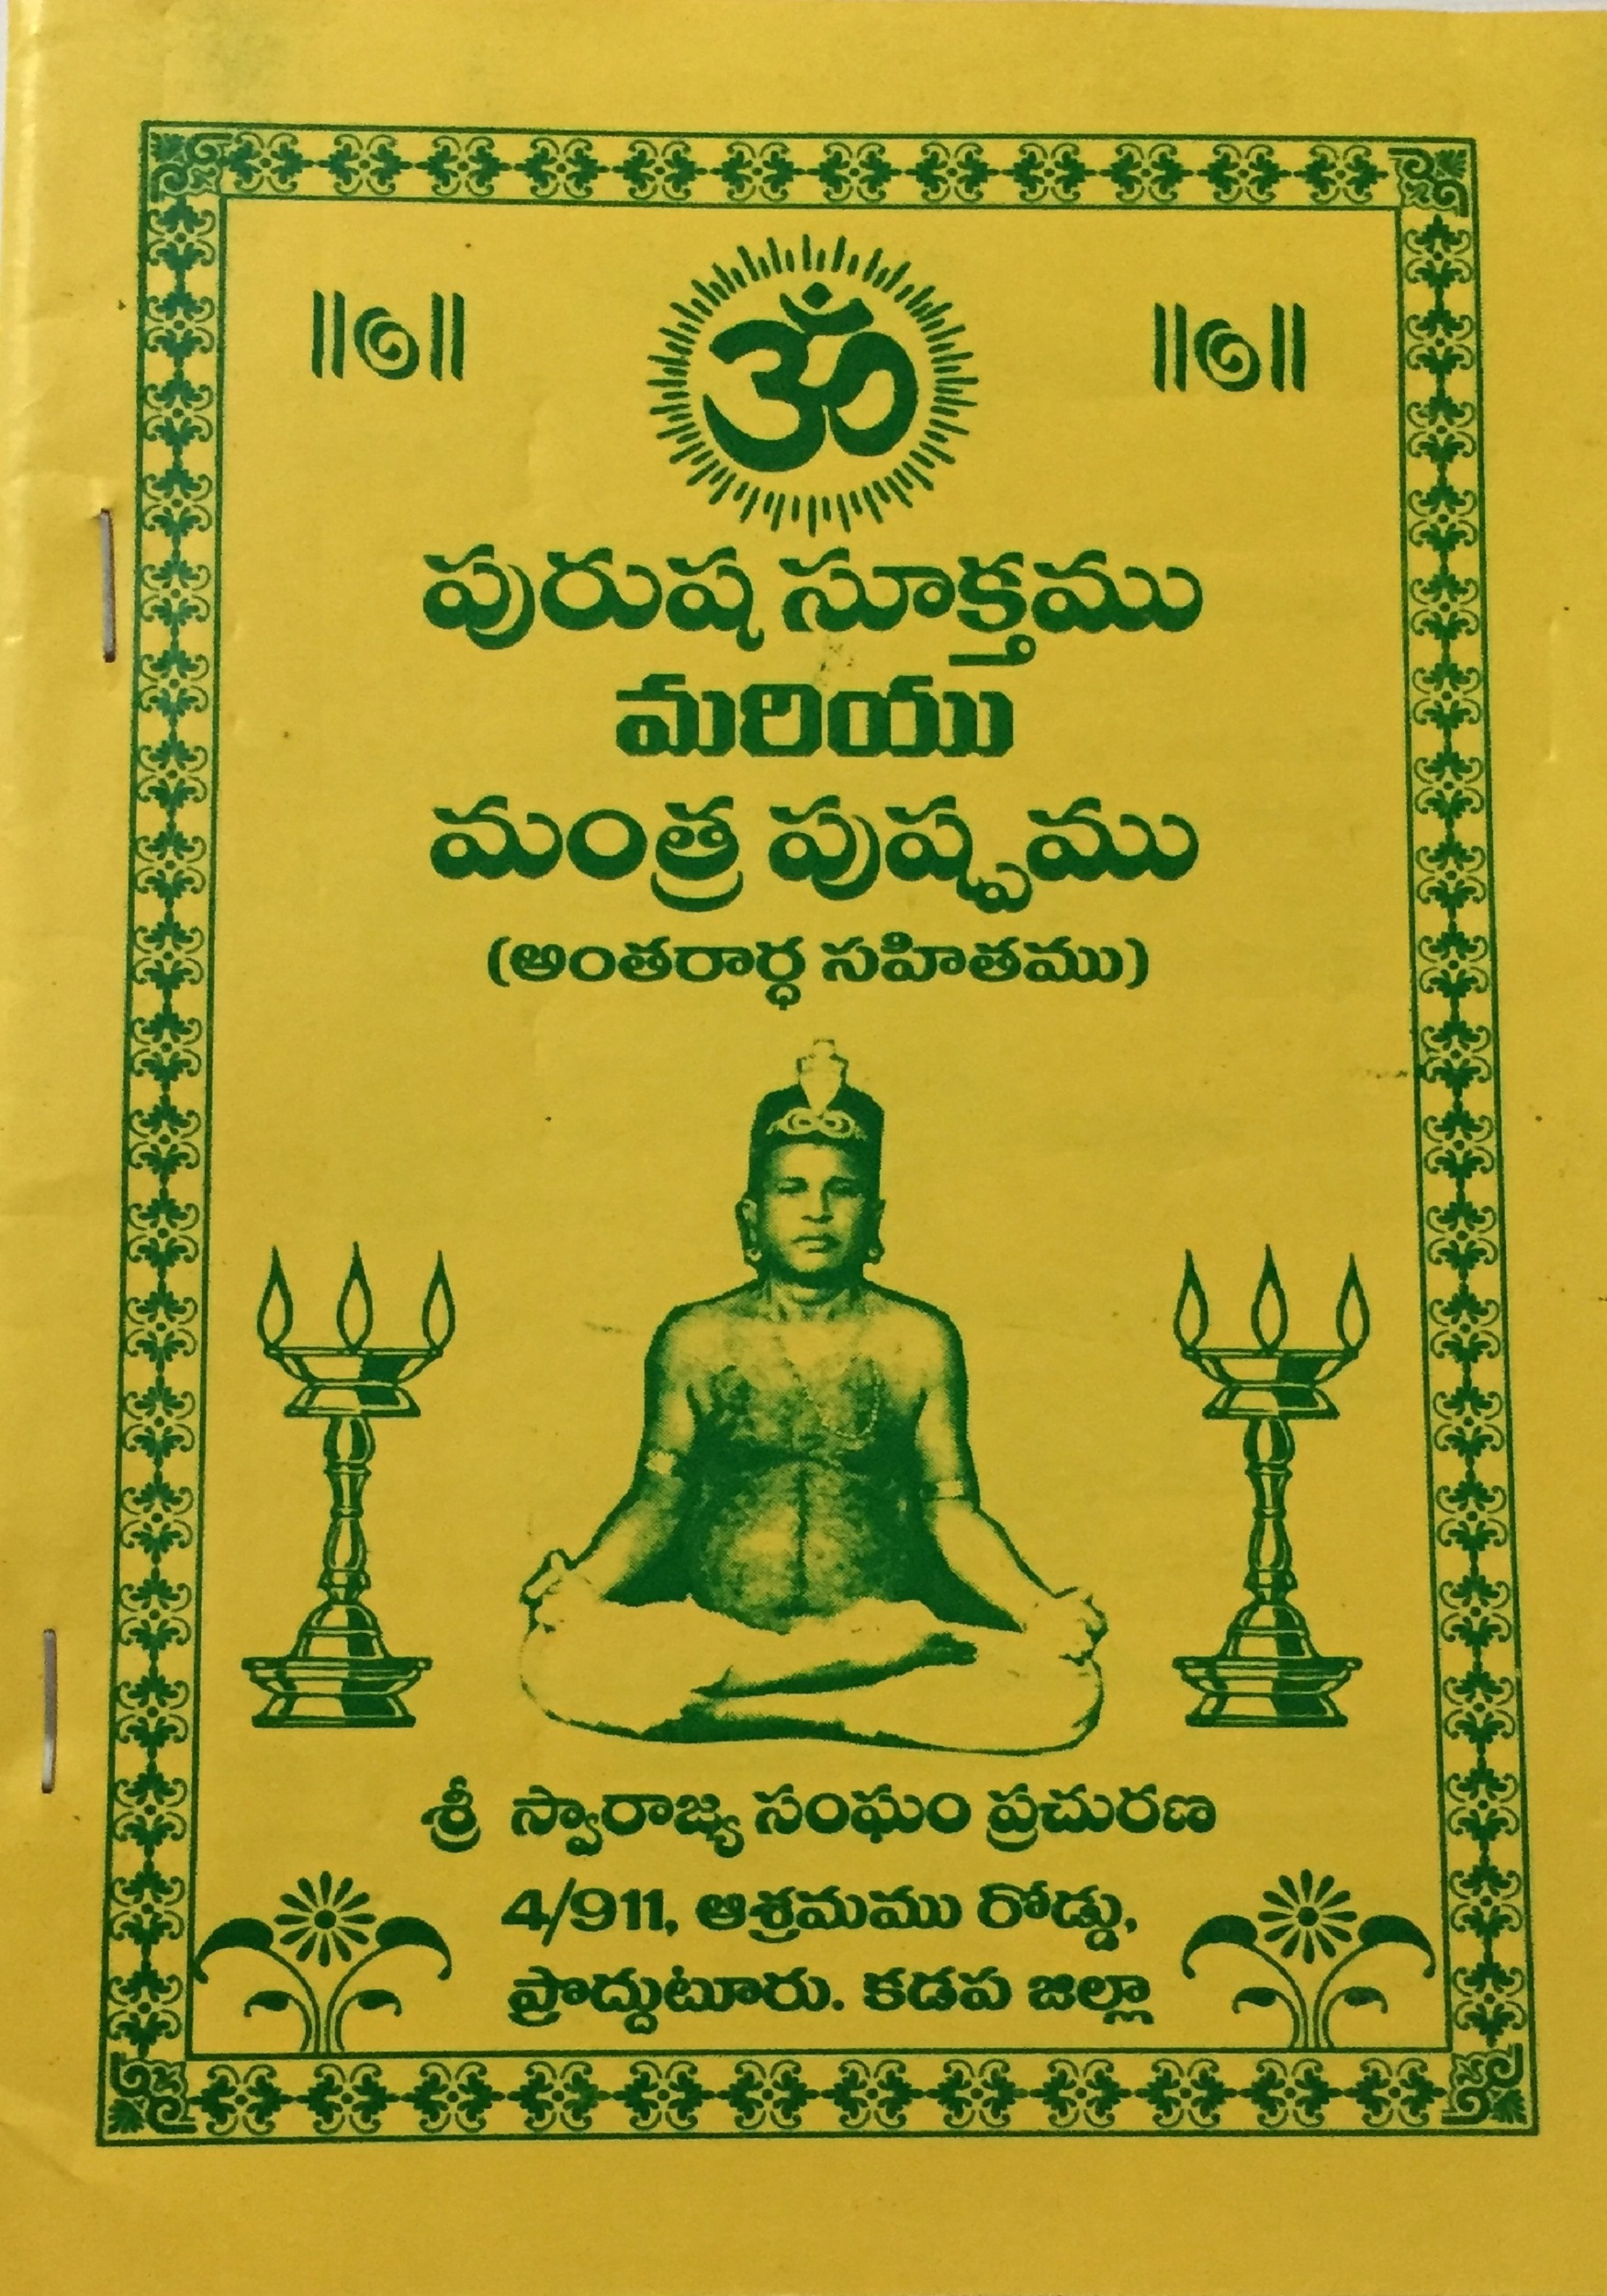 ||౧|| ॐ ||౧||
పురుష సూక్తము
మరియు
మంత్ర పుష్పము
(అంతరార్ధ సహితము)
శ్రీ స్వారాజ్య సంఘం ప్రచురణ
4/911, ఆశ్రమము రోడ్డు,
ప్రొద్దుటూరు. కడప జిల్లా